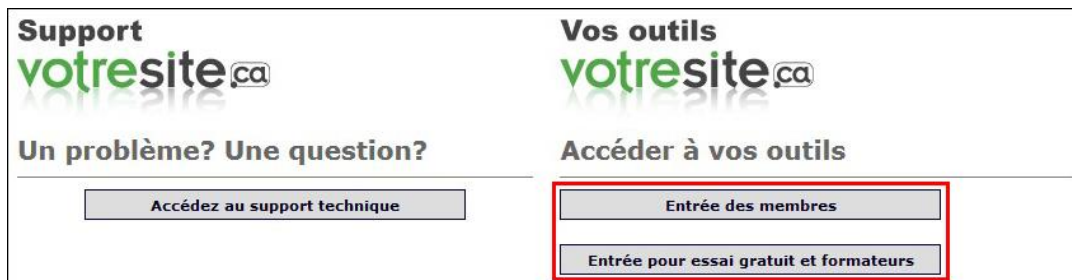 Support
votresite.ca
Un problème? Une question?
Accédez au support technique
Vos outils
votresite.ca
Accéder à vos outils
Entrée des membres
Entrée pour essai gratuit et formateurs